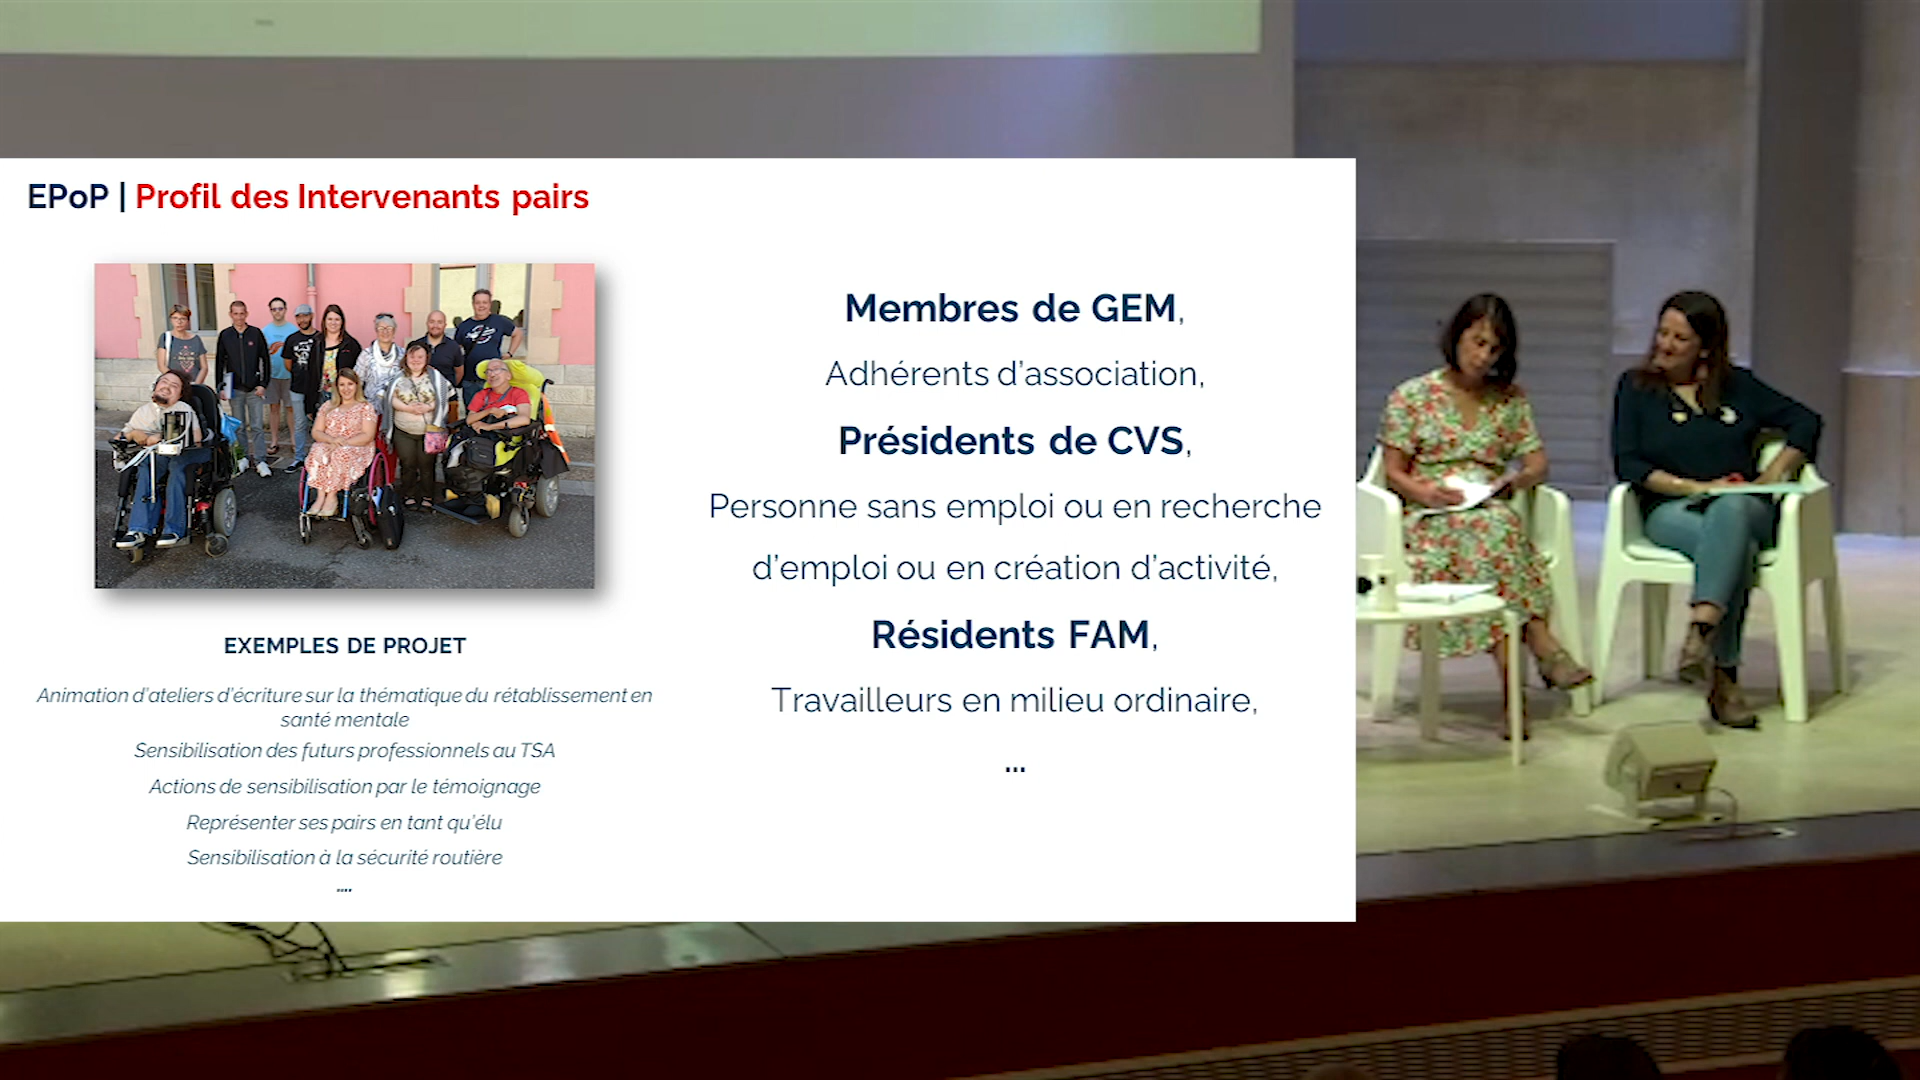 EPoP | Profil des Intervenants pairs
EXEMPLES DE PROJET
Animation d'ateliers d'écriture sur la thématique du rétablissement en
santé mentale
Sensibilisation des futurs professionnels au TSA
Actions de sensibilisation par le témoignage
Représenter ses pairs en tant qu'élu
Sensibilisation à la sécurité routière
....
Membres de GEM,
Adhérents d'association,
Présidents de CVS,
Personne sans emploi ou en recherche
d'emploi ou en création d'activité,
Résidents FAM,
Travailleurs en milieu ordinaire,
...